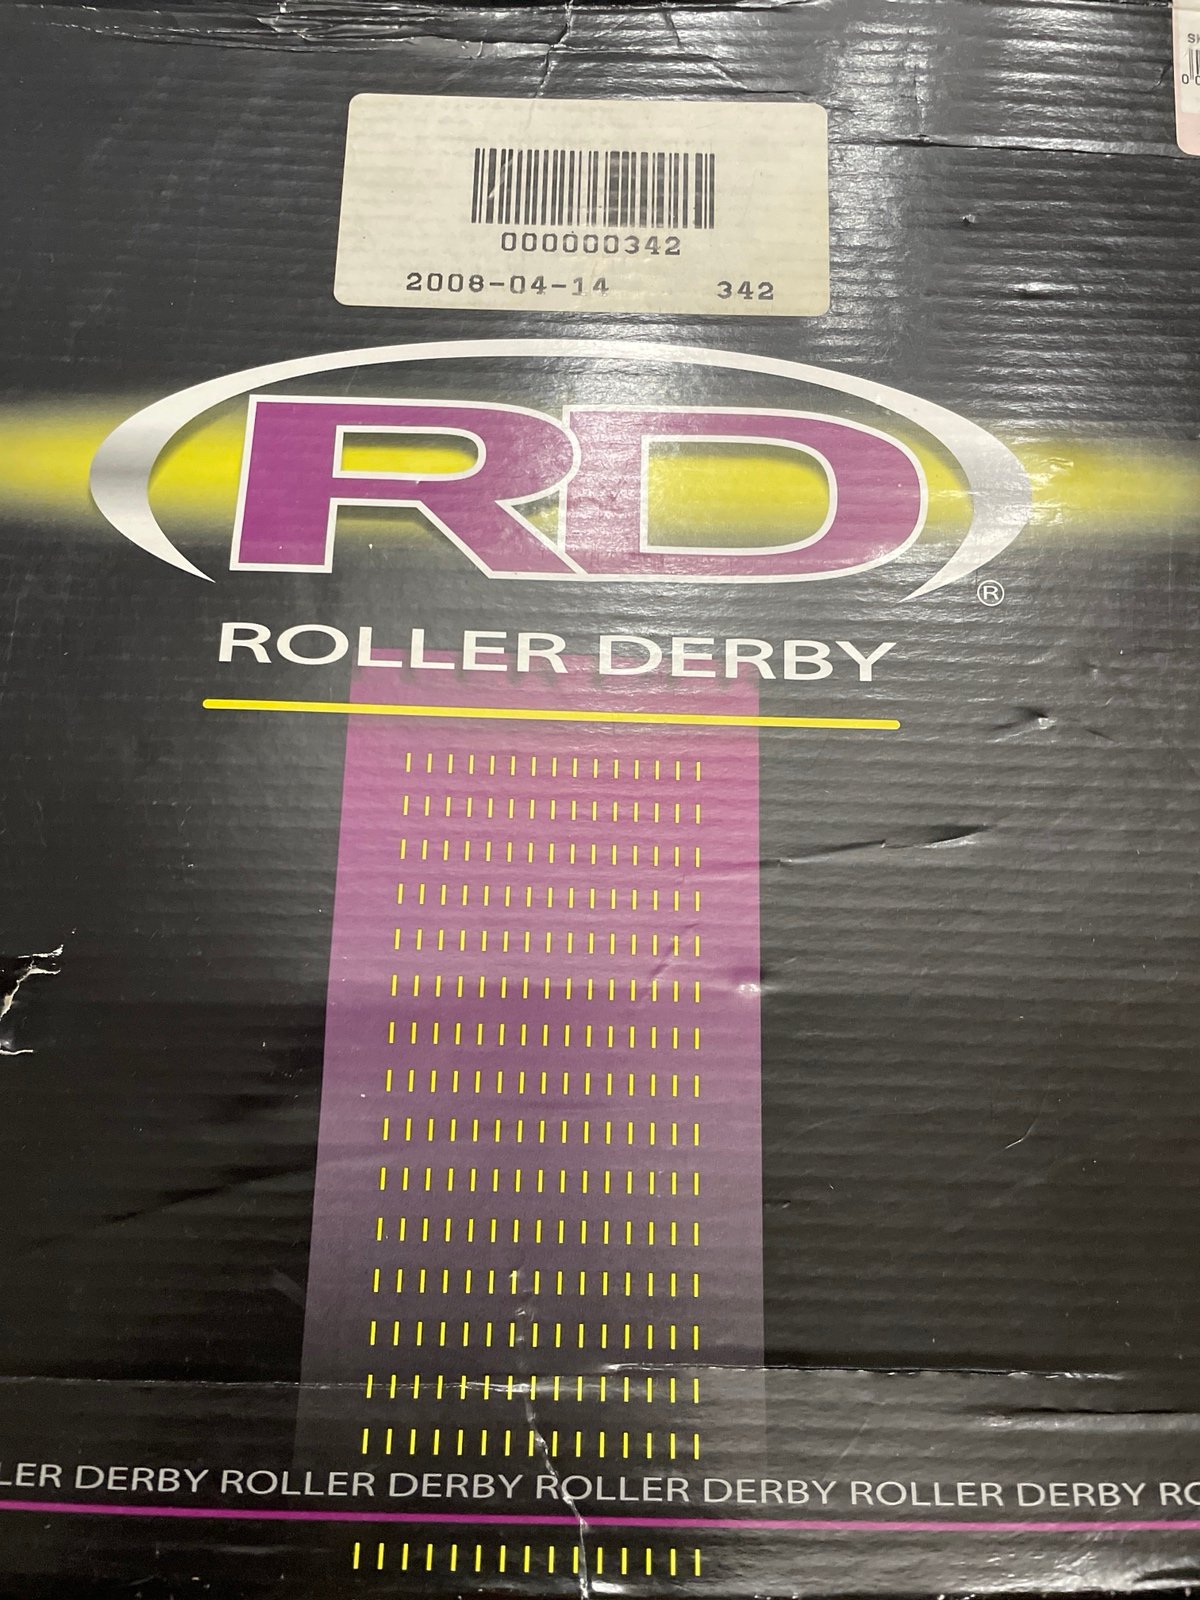 000000342
2008-04-14 342
RD
®
ROLLER DERBY
LER DERBY ROLLER DERBY ROLLER DERBY ROLLER DERBY RO